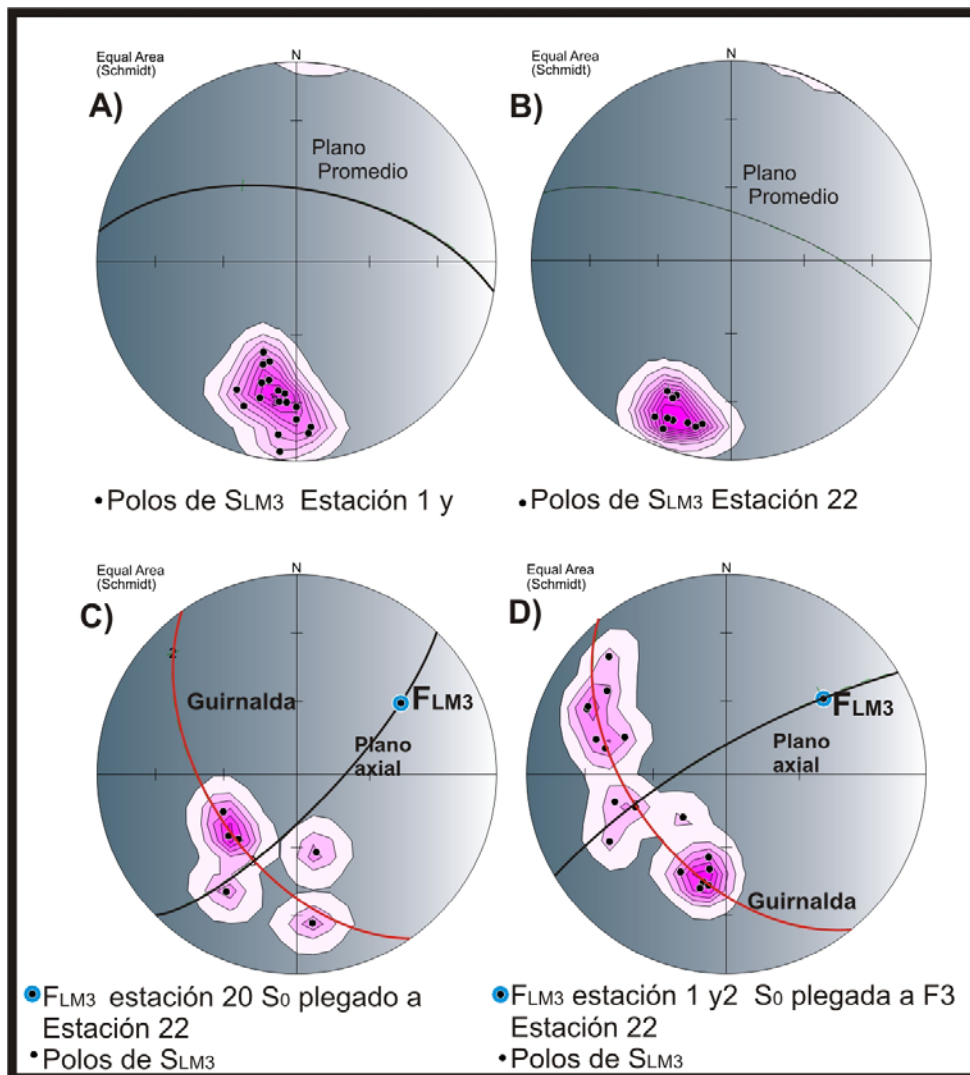 Equal Area
(Schmidt)
N
A)
Plano
Promedio
•Polos de SLM3 Estación 1 y
Equal Area
(Schmidt)
N
B)
Plano
Promedio
•Polos de SLM3 Estación 22
Equal Area
(Schmidt)
N
C)
2
Guirnalda
FLM3
Plano
axial
FLM3 estación 20 S0 plegado a
Estación 22
•Polos de SLM3
Equal Area
(Schmidt)
N
D)
FLM3
Plano
axial
Guirnalda
FLM3 estación 1 y2 S0 plegada a F3
Estación 22
•Polos de SLM3